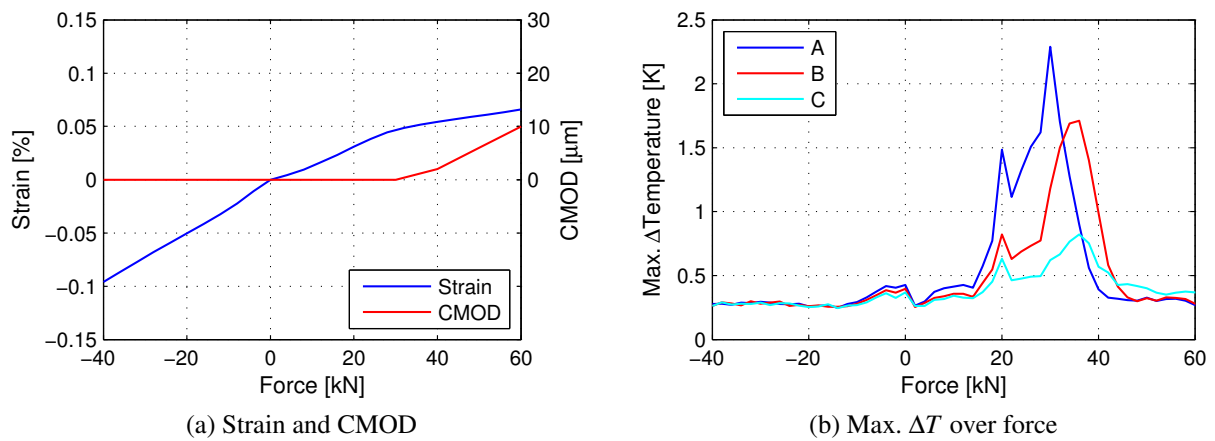 0.15
0.1
0.05
0
−0.05
−0.1
−0.15
Strain [%]
30
20
10
0
CMOD [μm]
Strain
CMOD
−40 −20 0 20 40 60
Force [kN]
(a) Strain and CMOD
2.5
2
1.5
1
0.5
0
Max. ΔTemperature [K]
A
B
C
−40 −20 0 20 40 60
Force [kN]
(b) Max. ΔT over force